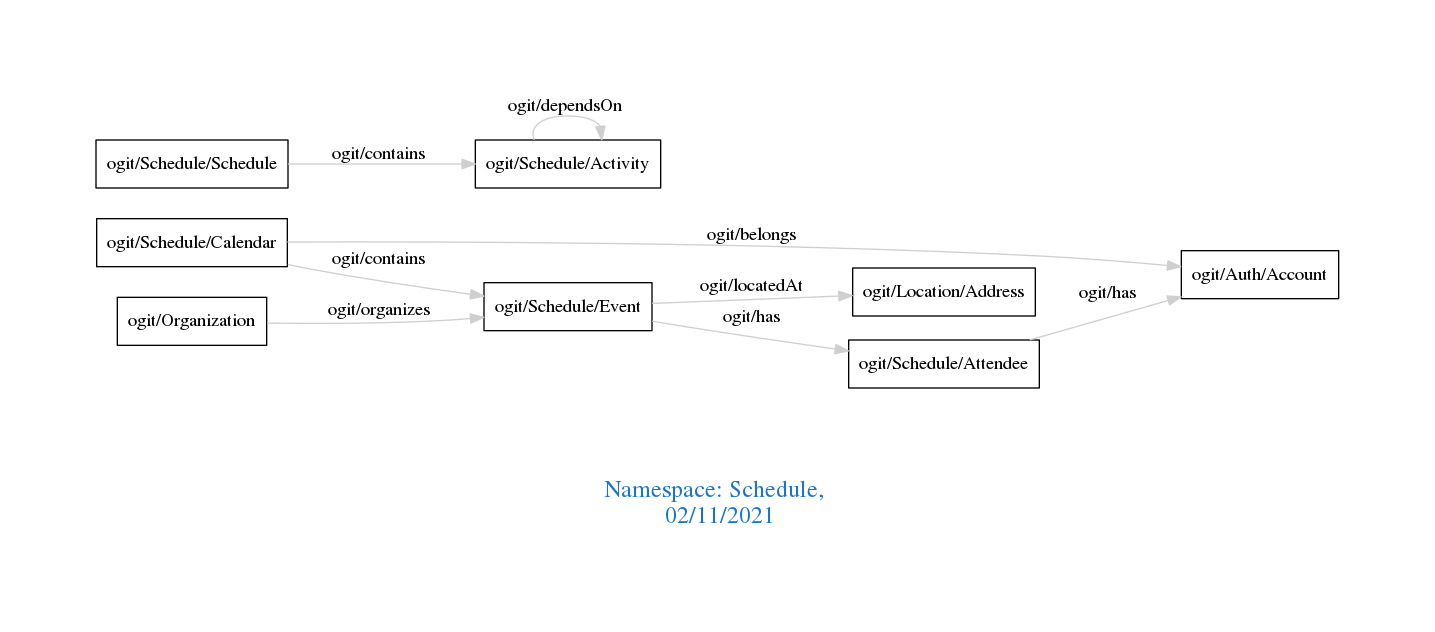 ogit/dependsOn
ogit/Schedule/Schedule
ogit/contains
ogit/Schedule/Activity
ogit/Schedule/Calendar
ogit/belongs
ogit/contains
ogit/Auth/Account
ogit/locatedAt
ogit/Location/Address
ogit/has
ogit/Organization
ogit/organizes
ogit/Schedule/Event
ogit/has
ogit/Schedule/Attendee
Namespace: Schedule,
02/11/2021